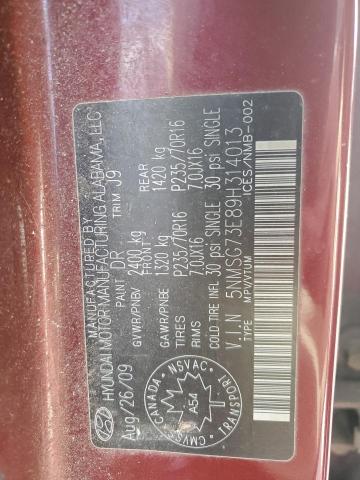 MANUFACTURED BY
HYUNDAI MOTOR MANUFACTURING ALABAMA, LLC
Aug/26/09 PAINT DR TRIM J9
GVWR/PNBV 2400 kg
FRONT REAR
GAWR/PNBE 1320 kg 1420 kg
TIRES P235/70R16 P235/70R16
RIMS 7.0JX16 7.0JX16
COLD TIRE INFL 30 psi SINGLE 30 psi SINGLE
V.I.N 5NMSG73E89H314013
TYPE MPV/VTUM ICES/NMB-002
CANADA NSVAC
A54
CMVSS TRANSPORT